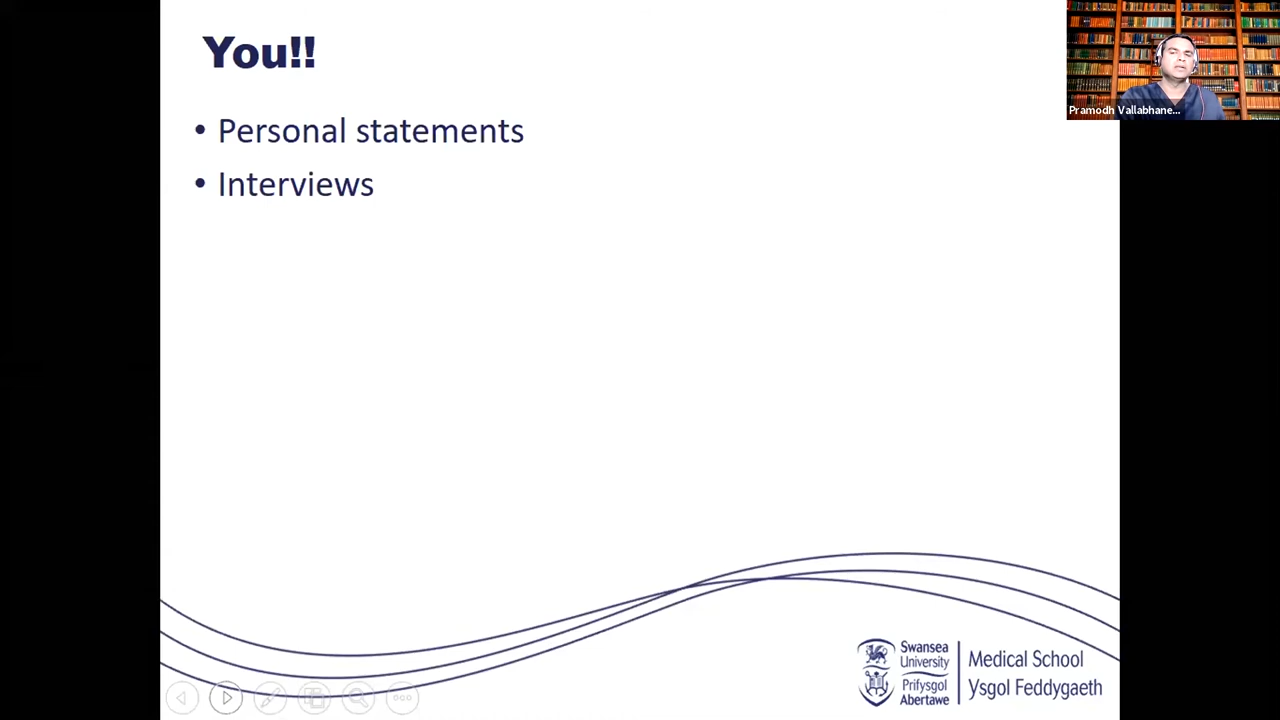 You!!
Pramodh Vallabhane...
• Personal statements
• Interviews
Swansea
University
Prifysgol
Abertawe
Medical School
Ysgol Feddygaeth